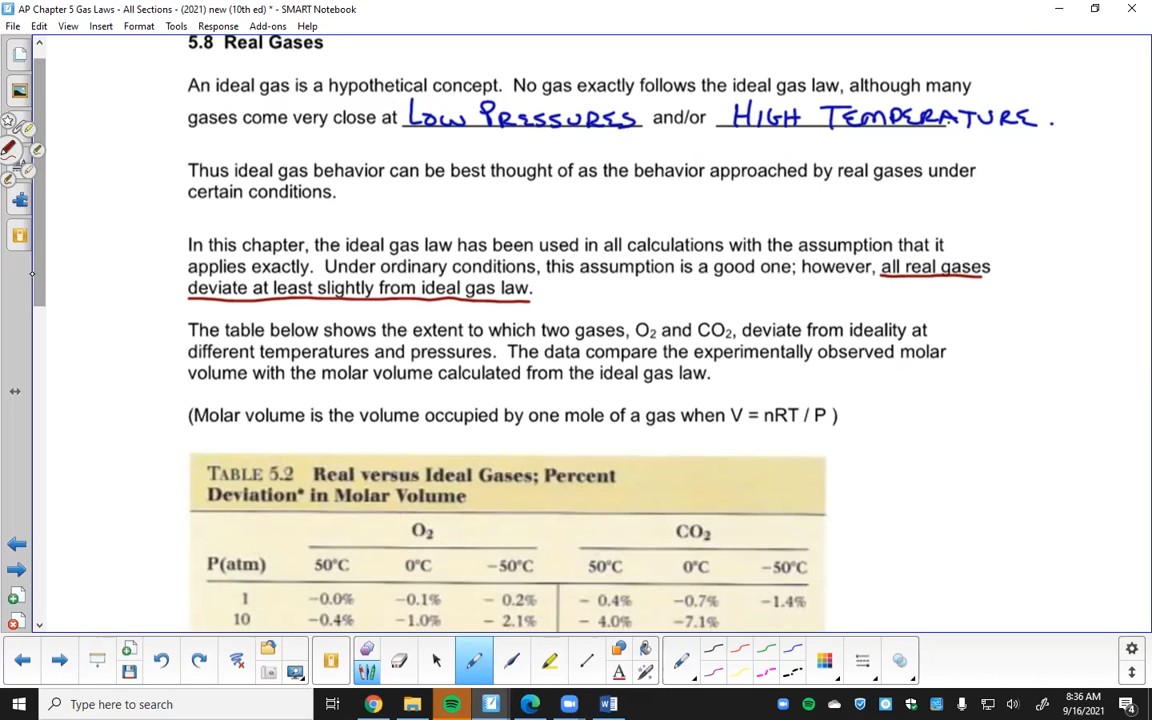 AP Chapter 5 Gas Laws - All Sections - (2021) new (10th ed) * - SMART Notebook
File Edit View Insert Format Tools Response Add-ons Help
5.8 Real Gases
An ideal gas is a hypothetical concept. No gas exactly follows the ideal gas law, although many
gases come very close at LOW PRESSURES and/or HIGH TEMPERATURE .
Thus ideal gas behavior can be best thought of as the behavior approached by real gases under
certain conditions.
In this chapter, the ideal gas law has been used in all calculations with the assumption that it
applies exactly. Under ordinary conditions, this assumption is a good one; however, all real gases
deviate at least slightly from ideal gas law.
The table below shows the extent to which two gases, O₂ and CO₂, deviate from ideality at
different temperatures and pressures. The data compare the experimentally observed molar
volume with the molar volume calculated from the ideal gas law.
(Molar volume is the volume occupied by one mole of a gas when V = nRT / P )
TABLE 5.2 Real versus Ideal Gases; Percent
Deviation* in Molar Volume
O₂ CO₂
P(atm) 50°C 0°C -50°C 50°C 0°C -50°C
1 -0.0% -0.1% - 0.2% - 0.4% -0.7% -1.4%
10 -0.4% -1.0% - 2.1% - 4.0% -7.1%
A
Type here to search
8:36 AM
9/16/2021
4